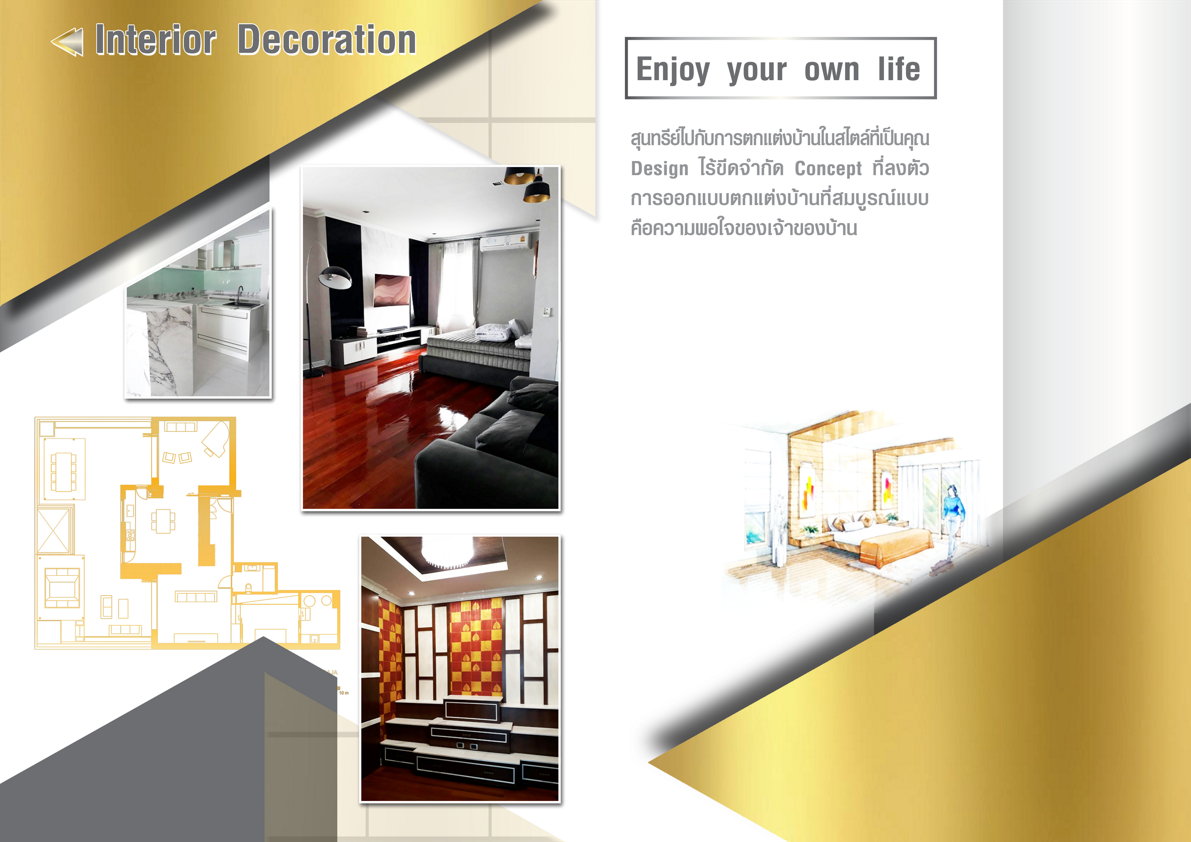 Interior Decoration
Enjoy your own life
สุนทรีย์ไปกับการตกแต่งบ้านในสไตล์ที่เป็นคุณ
Design ไร้ขีดจำกัด Concept ที่ลงตัว
การออกแบบตกแต่งบ้านที่สมบูรณ์แบบ
คือความพอใจของเจ้าของบ้าน